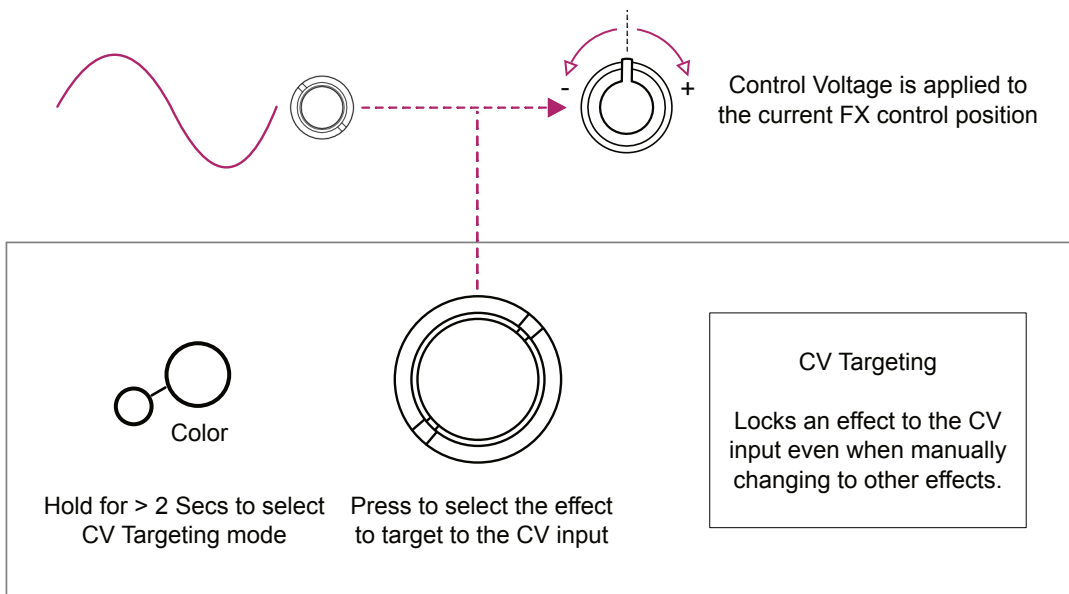 -
+
Control Voltage is applied to
the current FX control position
Color
Hold for > 2 Secs to select
CV Targeting mode
Press to select the effect
to target to the CV input
CV Targeting
Locks an effect to the CV
input even when manually
changing to other effects.